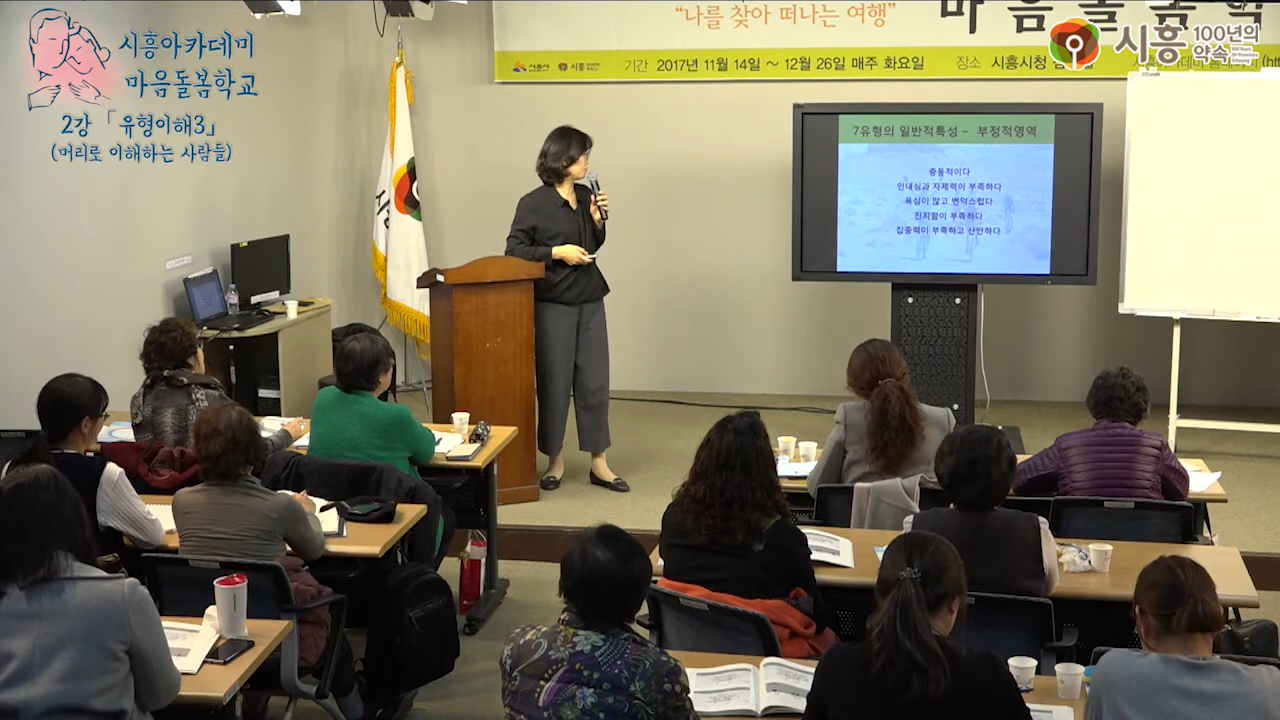 시흥아카데미
마음돌봄학교
2강 「유형이해3」
(머리로 이해하는 사람들)
"나를 찾아 떠나는 여행"
마음돌봄학
시흥 100년의 약속
시흥시 시흥
기간 2017년 11월 14일 ~ 12월 26일 매주 화요일
장소 시흥시청
7유형의 일반적특성 - 부정적영역
충동적이다
인내심과 자제력이 부족하다
욕심이 많고 변덕스럽다
진지함이 부족하다
집중력이 부족하고 산만하다